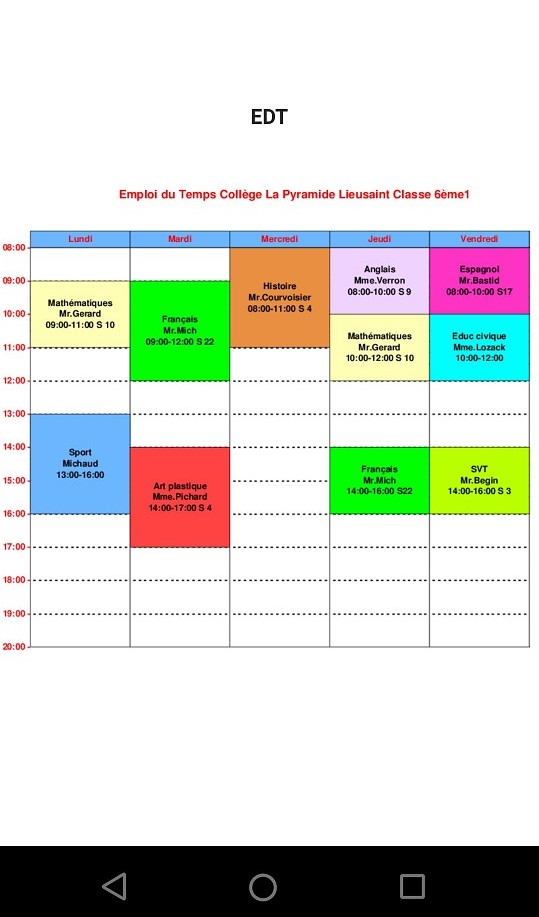 EDT
Emploi du Temps Collège La Pyramide Lieusaint Classe 6ème1
Lundi
Mardi
Mercredi
Jeudi
Vendredi
08:00
09:00
10:00
11:00
12:00
13:00
14:00
15:00
16:00
17:00
18:00
19:00
20:00
Mathématiques
Mr.Gerard
09:00-11:00 S 10
Sport
Michaud
13:00-16:00
Français
Mr.Mich
09:00-12:00 S 22
Art plastique
Mme.Pichard
14:00-17:00 S 4
Histoire
Mr.Courvoisier
08:00-11:00 S 4
Anglais
Mme.Verron
08:00-10:00 S 9
Mathématiques
Mr.Gerard
10:00-12:00 S 10
Français
Mr.Mich
14:00-16:00 S22
Espagnol
Mr.Bastid
08:00-10:00 S17
Educ civique
Mme.Lozack
10:00-12:00
SVT
Mr.Begin
14:00-16:00 S 3